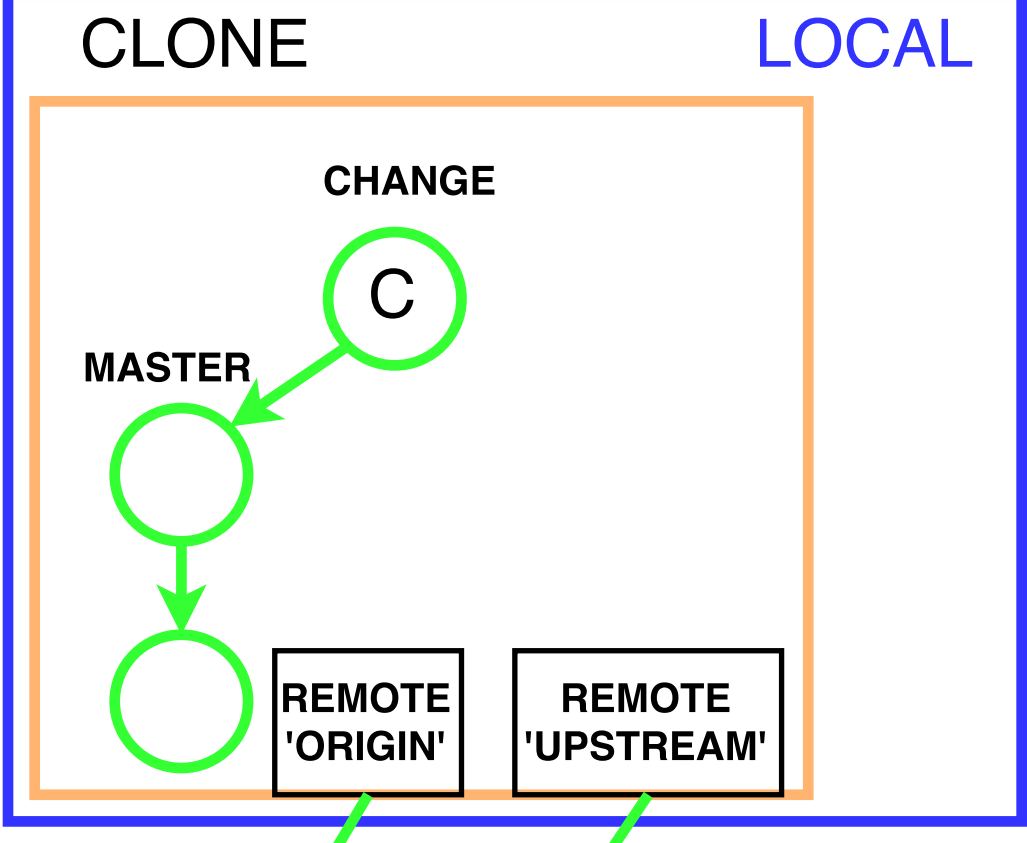 CLONE
LOCAL
CHANGE
C
MASTER
REMOTE
'ORIGIN'
REMOTE
'UPSTREAM'